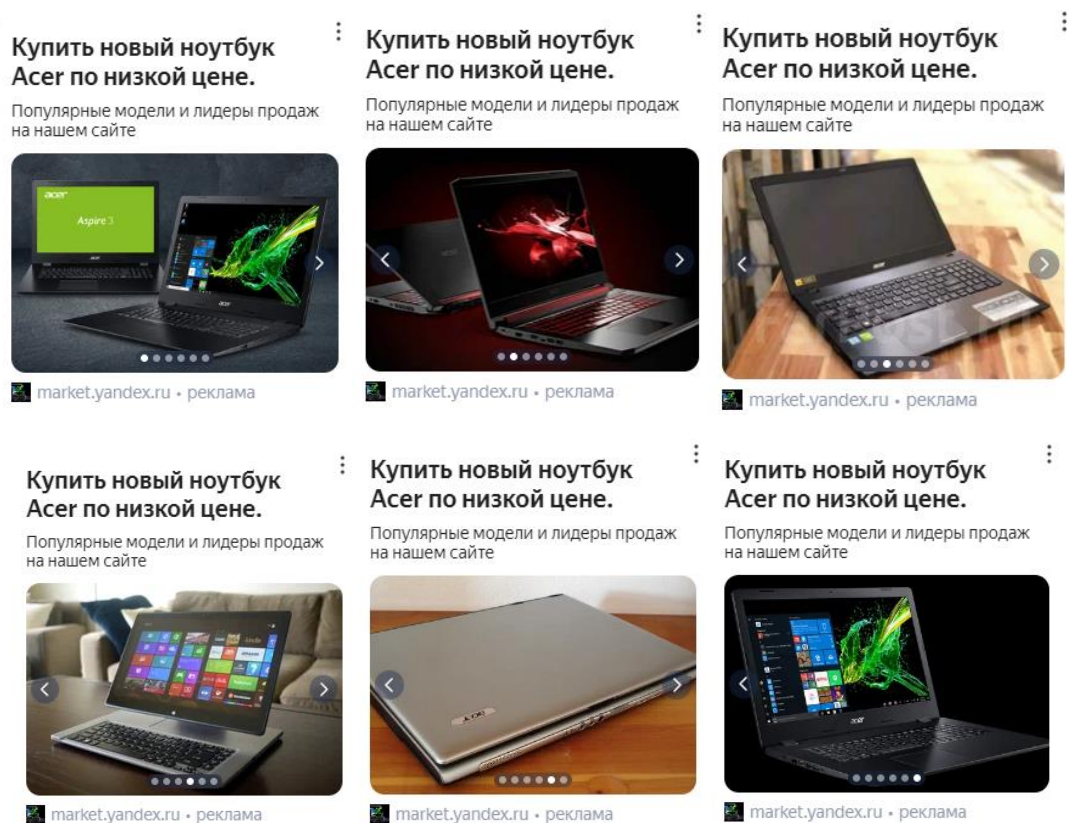 Купить новый ноутбук
Acer по низкой цене.
Популярные модели и лидеры продаж
на нашем сайте
acer
Aspire 3
acer
acer
market.yandex.ru • реклама
Купить новый ноутбук
Acer по низкой цене.
Популярные модели и лидеры продаж
на нашем сайте
market.yandex.ru • реклама
Купить новый ноутбук
Acer по низкой цене.
Популярные модели и лидеры продаж
на нашем сайте
acer
market.yandex.ru • реклама
Купить новый ноутбук
Acer по низкой цене.
Популярные модели и лидеры продаж
на нашем сайте
market.yandex.ru • реклама
Купить новый ноутбук
Acer по низкой цене.
Популярные модели и лидеры продаж
на нашем сайте
acer
market.yandex.ru • реклама
Купить новый ноутбук
Acer по низкой цене.
Популярные модели и лидеры продаж
на нашем сайте
acer
market.yandex.ru • реклама